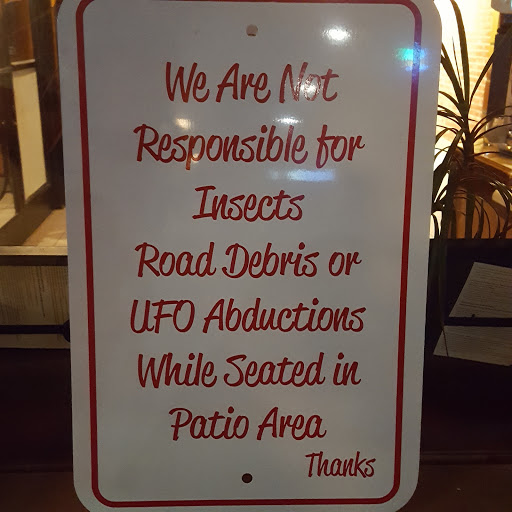 We Are Not
Responsible for
Insects
Road Debris or
UFO Abductions
While Seated in
Patio Area
Thanks